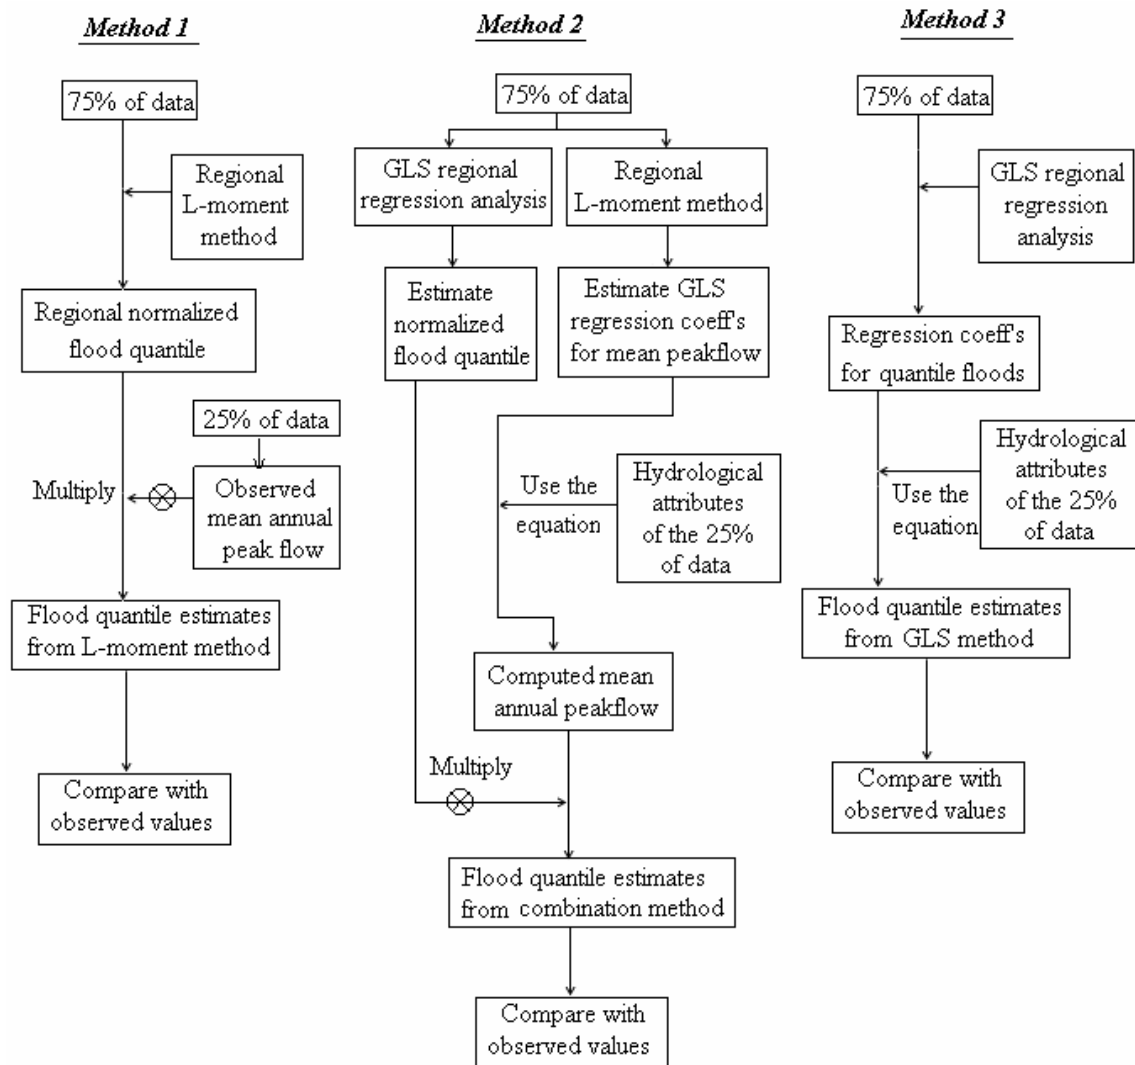 Method 1
75% of data
Regional
L-moment
method
Regional normalized
flood quantile
25% of data
Multiply
Observed
mean annual
peak flow
Flood quantile estimates
from L-moment method
Compare with
observed values
Method 2
75% of data
GLS regional
regression analysis
Regional
L-moment method
Estimate
normalized
flood quantile
Estimate GLS
regression coeff's
for mean peakflow
Use the
equation
Hydrological
attributes
of the 25%
of data
Computed mean
annual peakflow
Multiply
Flood quantile estimates
from combination method
Compare with
observed values
Method 3
75% of data
GLS regional
regression
analysis
Regression coeff's
for quantile floods
Use the
equation
Hydrological
attributes
of the 25%
of data
Flood quantile estimates
from GLS method
Compare with
observed values